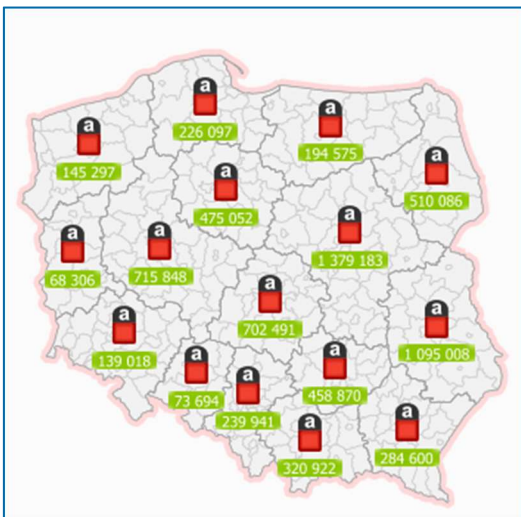 a
226 097
a
194 575
a
145 297
a
510 086
a
475 052
a
1 379 183
a
68 306
a
715 848
a
702 491
a
1 095 008
a
139 018
a
458 870
a
73 694
a
239 941
a
284 600
a
320 922